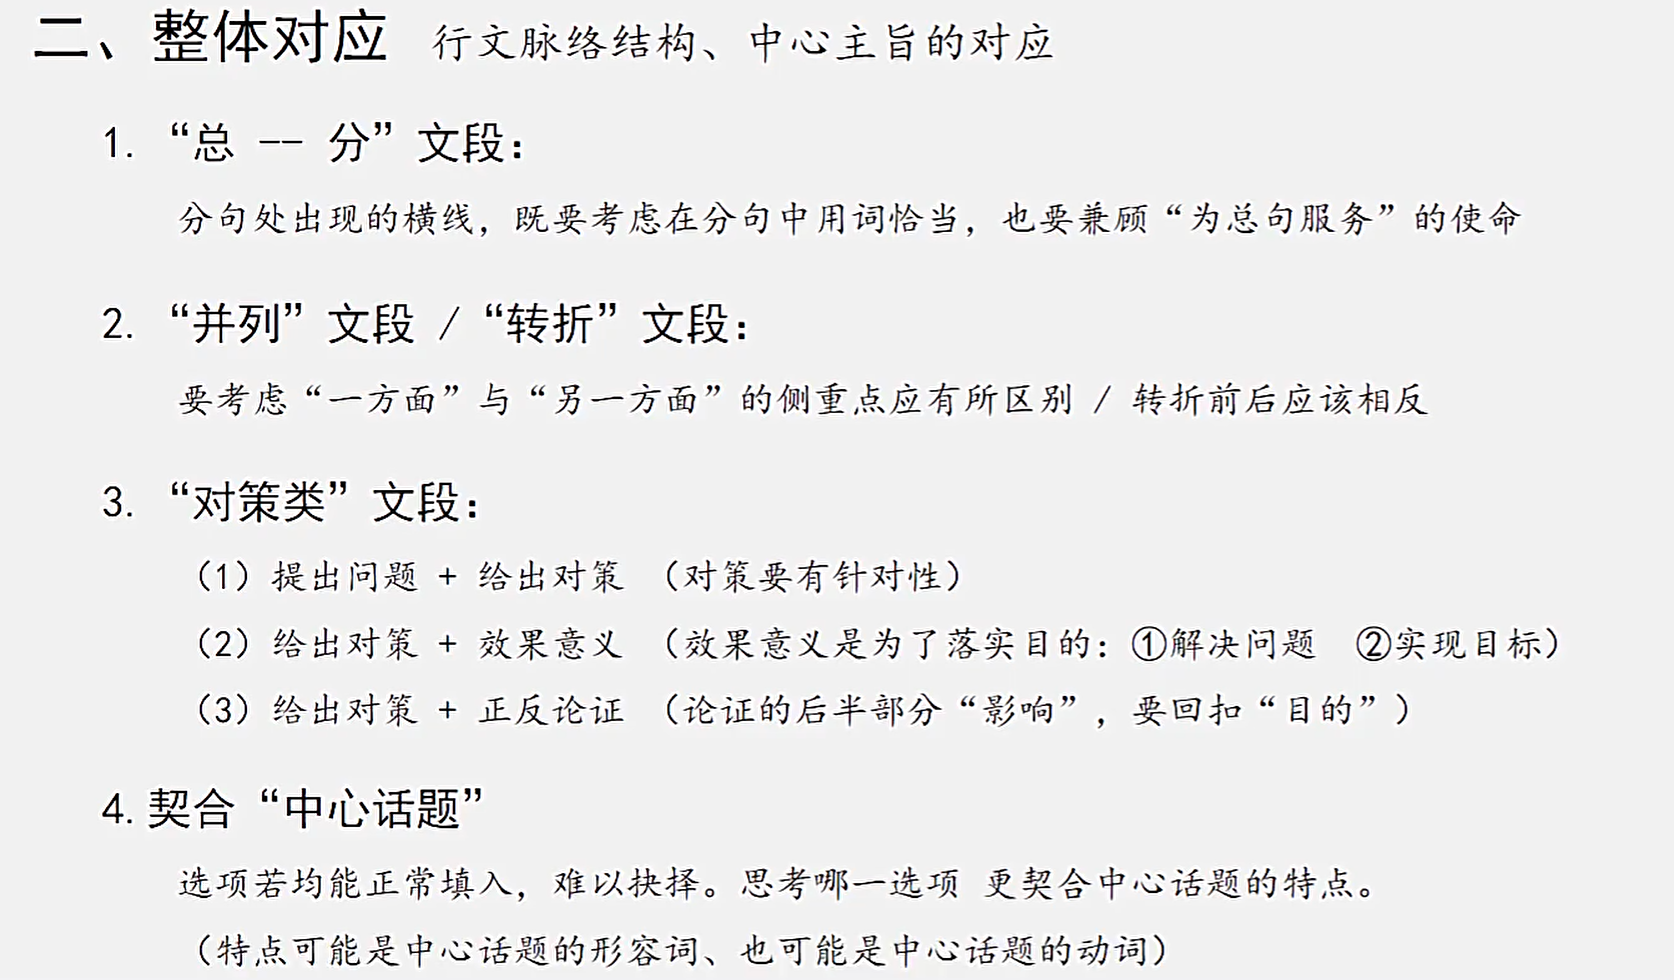 二、整体对应 行文脉络结构、中心主旨的对应
1. “总 -- 分”文段：
分句处出现的横线，既要考虑在分句中用词恰当，也要兼顾“为总句服务”的使命
2. “并列”文段 / “转折”文段：
要考虑“一方面”与“另一方面”的侧重点应有所区别 / 转折前后应该相反
3. “对策类”文段：
（1）提出问题 + 给出对策 （对策要有针对性）
（2）给出对策 + 效果意义 （效果意义是为了落实目的：①解决问题 ②实现目标）
（3）给出对策 + 正反论证 （论证的后半部分“影响”，要回扣“目的”）
4. 契合“中心话题”
选项若均能正常填入，难以抉择。思考哪一选项 更契合中心话题的特点。
（特点可能是中心话题的形容词、也可能是中心话题的动词）